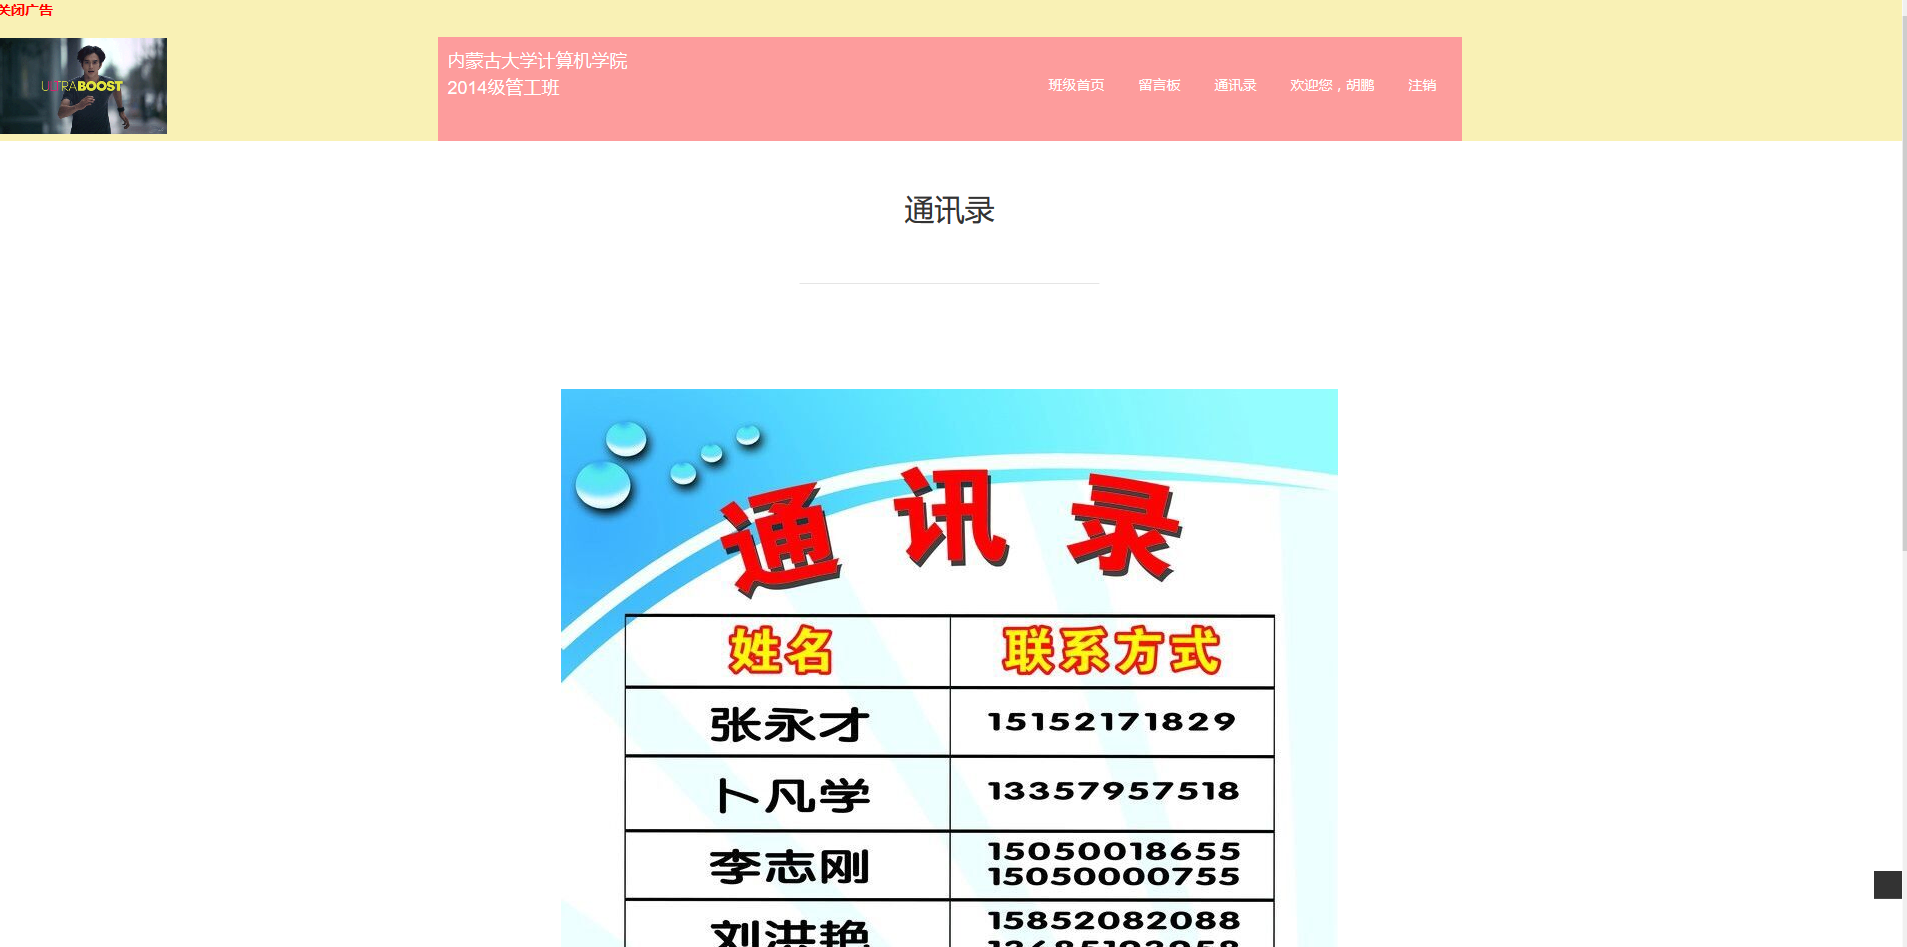 关闭广告
ULTRABOOST
内蒙古大学计算机学院
2014级管工班
班级首页 留言板 通讯录 欢迎您，胡鹏 注销
通讯录
通讯录
姓名 联系方式
张永才 15152171829
卜凡学 13357957518
李志刚 15050018655
15050000755
刘洪艳 15852082088